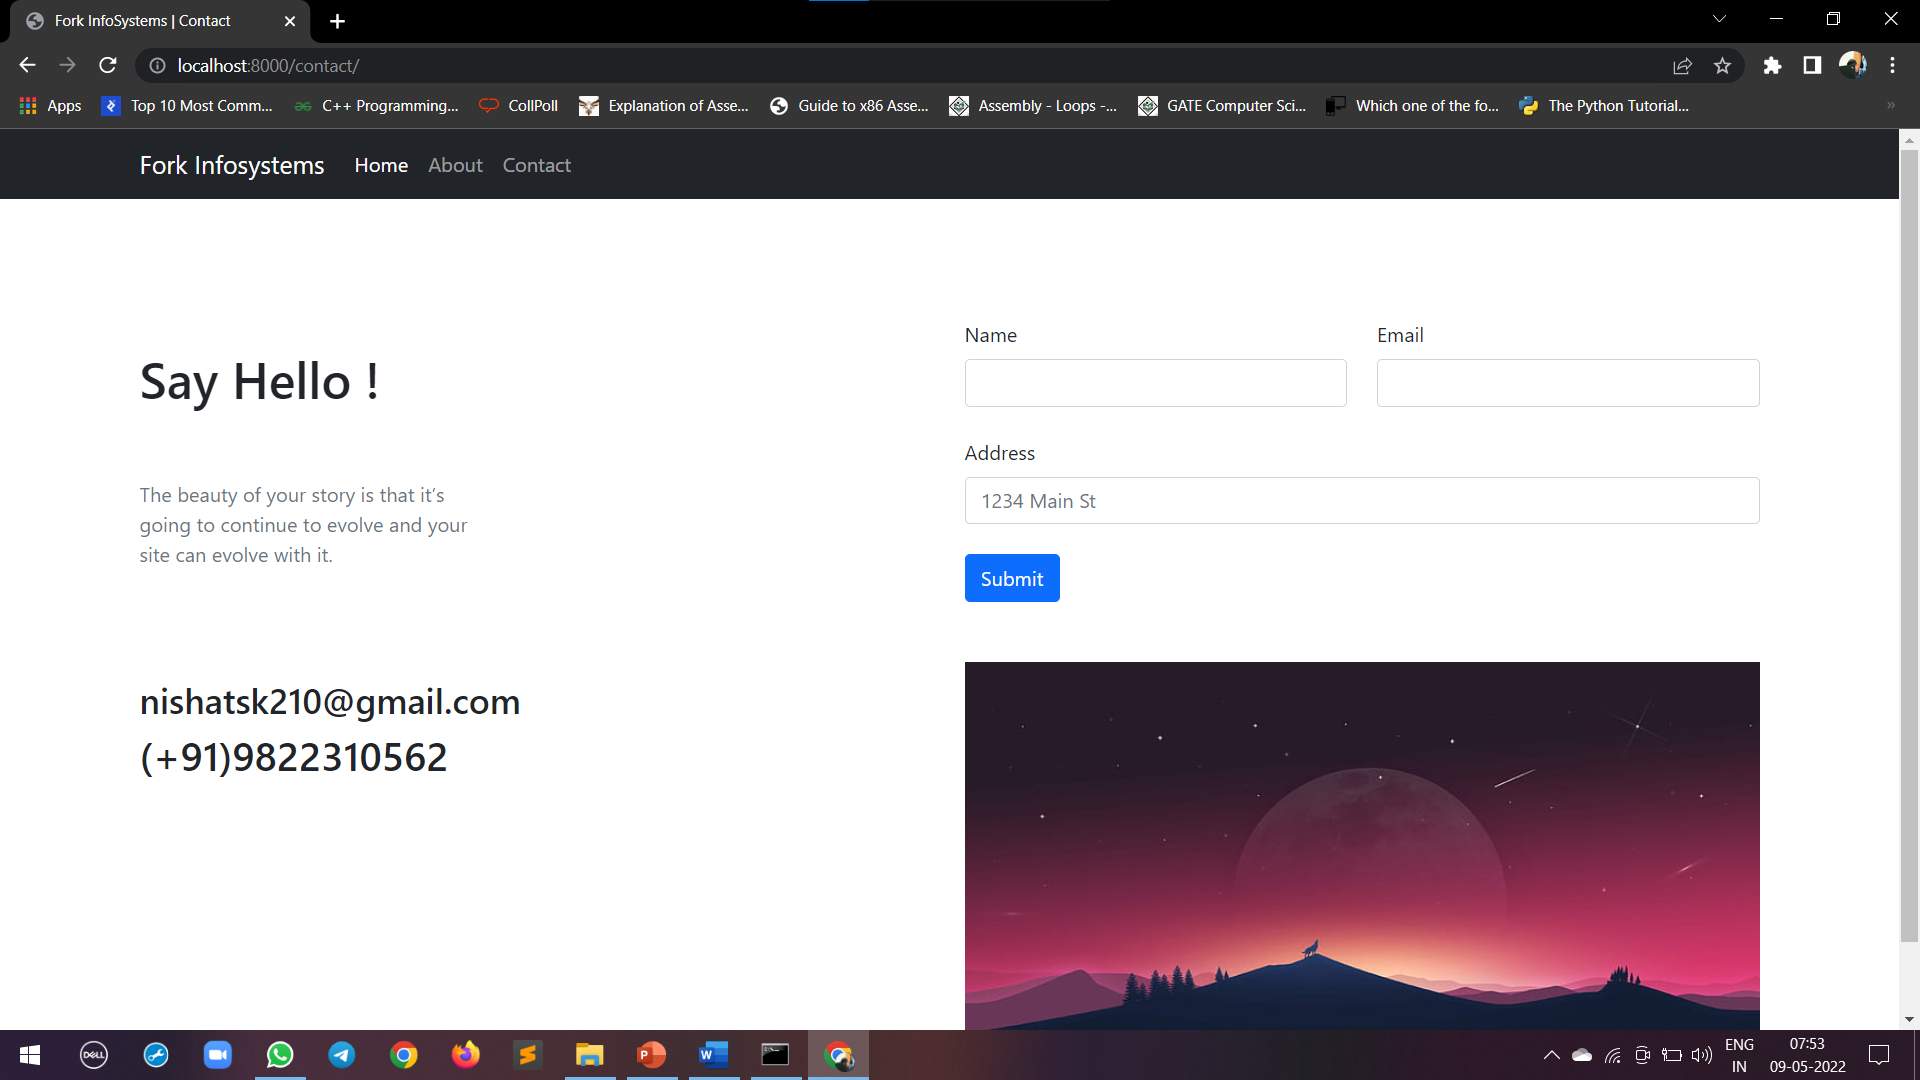 Fork InfoSystems | Contact
localhost:8000/contact/
Apps
Top 10 Most Comm...
C++ Programming...
CollPoll
Explanation of Asse...
Guide to x86 Asse...
Assembly - Loops -...
GATE Computer Sci...
Which one of the fo...
The Python Tutorial...
Fork Infosystems
Home
About
Contact
Say Hello !
The beauty of your story is that it's
going to continue to evolve and your
site can evolve with it.
nishatsk210@gmail.com
(+91)9822310562
Name
Email
Address
1234 Main St
Submit
DELL
ENG
IN
07:53
09-05-2022